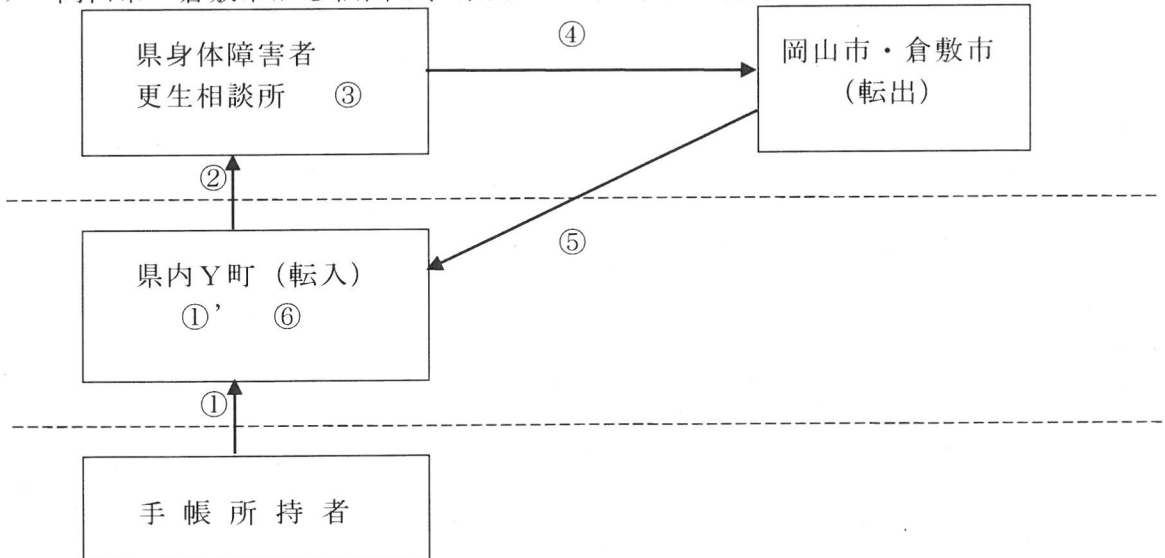 県身体障害者
更生相談所 ③
④
岡山市・倉敷市
(転出)
②
⑤
県内Y町(転入)
①' ⑥
①
手帳所持者